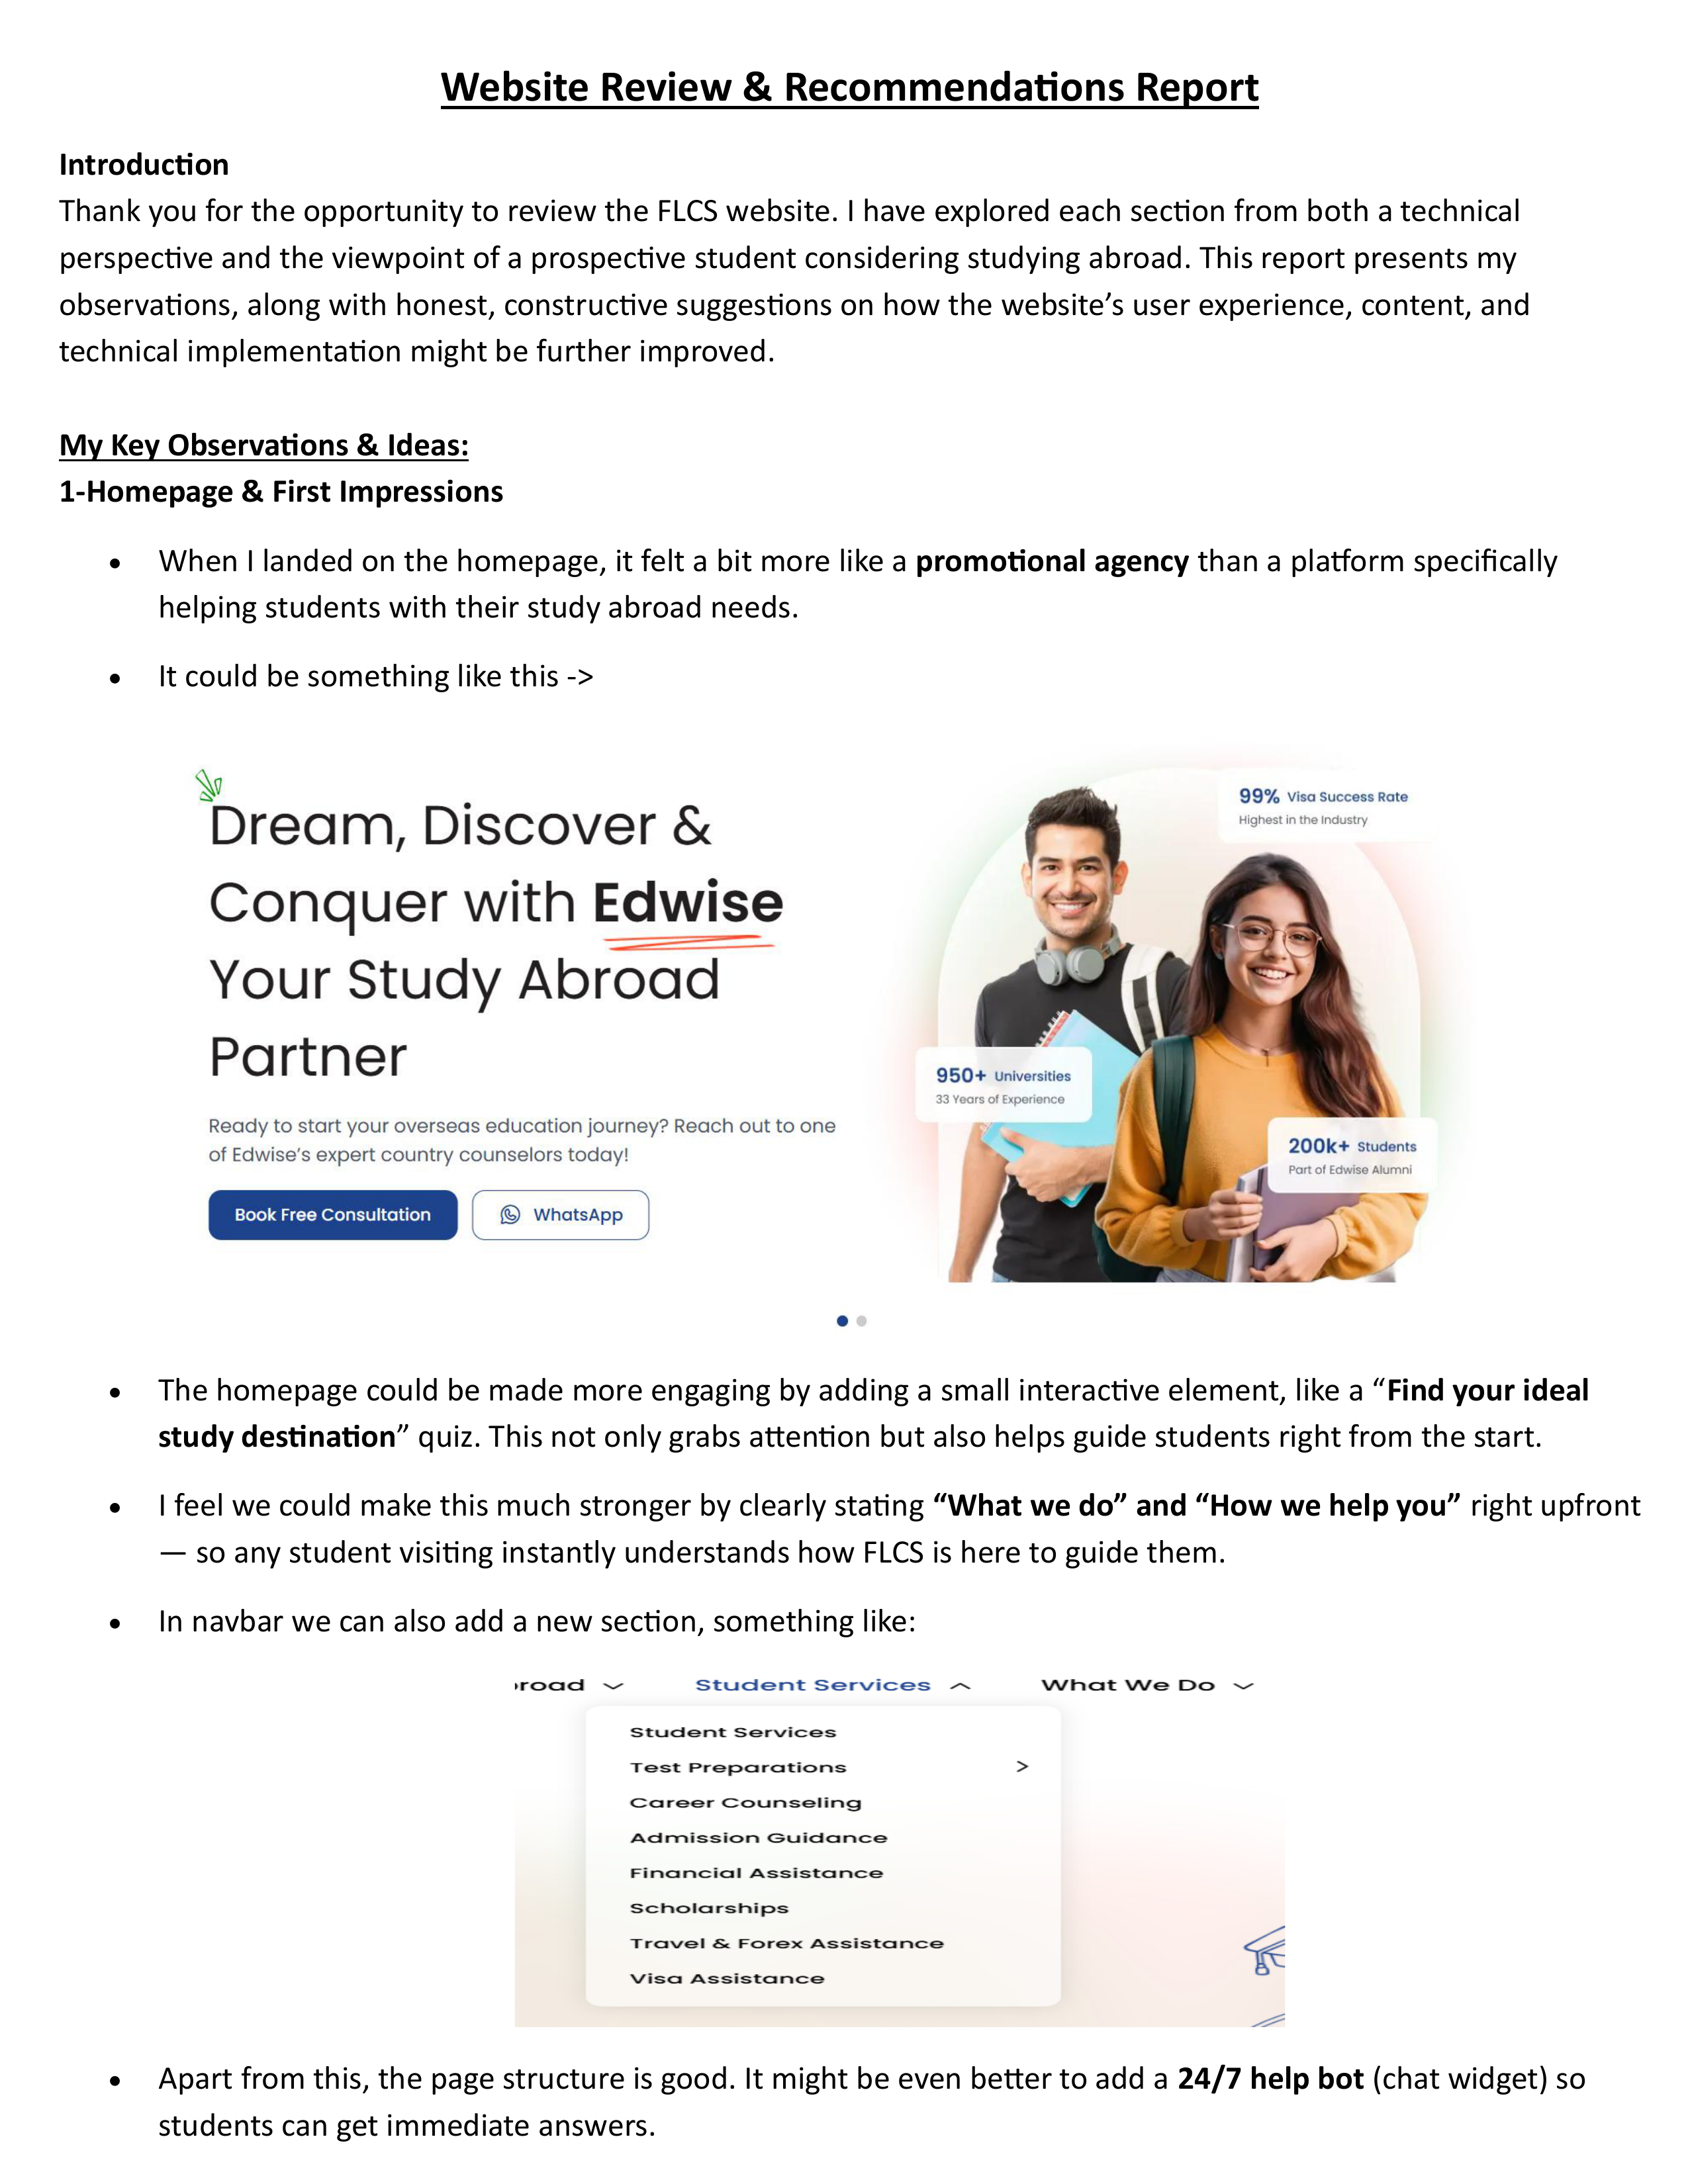 Website Review & Recommendations Report
Introduction
Thank you for the opportunity to review the FLCS website. I have explored each section from both a technical
perspective and the viewpoint of a prospective student considering studying abroad. This report presents my
observations, along with honest, constructive suggestions on how the website’s user experience, content, and
technical implementation might be further improved.
My Key Observations & Ideas:
1-Homepage & First Impressions
• When I landed on the homepage, it felt a bit more like a promotional agency than a platform specifically
helping students with their study abroad needs.
• It could be something like this ->
Dream, Discover &
Conquer with Edwise
Your Study Abroad
Partner
Ready to start your overseas education journey? Reach out to one
of Edwise’s expert country counselors today!
Book Free Consultation
WhatsApp
99% Visa Success Rate
Highest in the Industry
950+ Universities
33 Years of Experience
200k+ Students
Part of Edwise Alumni
• The homepage could be made more engaging by adding a small interactive element, like a “Find your ideal
study destination” quiz. This not only grabs attention but also helps guide students right from the start.
• I feel we could make this much stronger by clearly stating “What we do” and “How we help you” right upfront
— so any student visiting instantly understands how FLCS is here to guide them.
• In navbar we can also add a new section, something like:
road Student Services What We Do
Student Services
Test Preparations >
Career Counseling
Admission Guidance
Financial Assistance
Scholarships
Travel & Forex Assistance
Visa Assistance
• Apart from this, the page structure is good. It might be even better to add a 24/7 help bot (chat widget) so
students can get immediate answers.